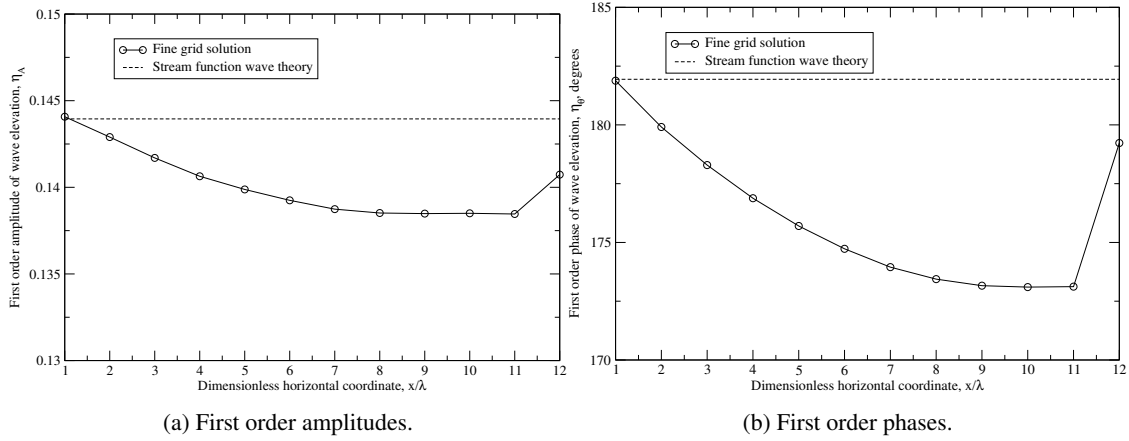 0.15
0.145
0.14
0.135
0.13
First order amplitude of wave elevation, η_A
Fine grid solution
Stream function wave theory
1 2 3 4 5 6 7 8 9 10 11 12
Dimensionless horizontal coordinate, x/λ
(a) First order amplitudes.
185
180
175
170
First order phase of wave elevation, η_θ, degrees
Fine grid solution
Stream function wave theory
1 2 3 4 5 6 7 8 9 10 11 12
Dimensionless horizontal coordinate, x/λ
(b) First order phases.